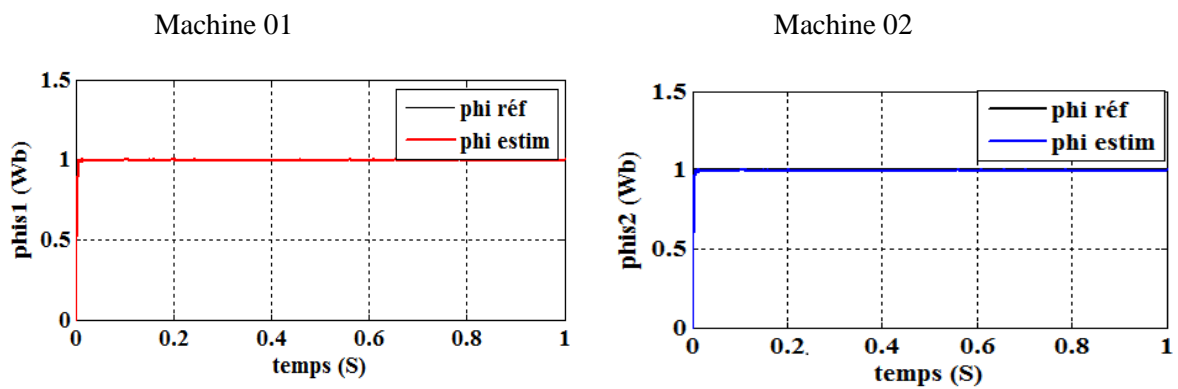 Machine 01
Machine 02
1.5
1
0.5
0
phis1 (Wb)
phi réf
phi estim
0 0.2 0.4 0.6 0.8 1
temps (S)
1.5
1
0.5
0
phis2 (Wb)
phi réf
phi estim
0 0.2. 0.4 0.6 0.8 1
temps (S)